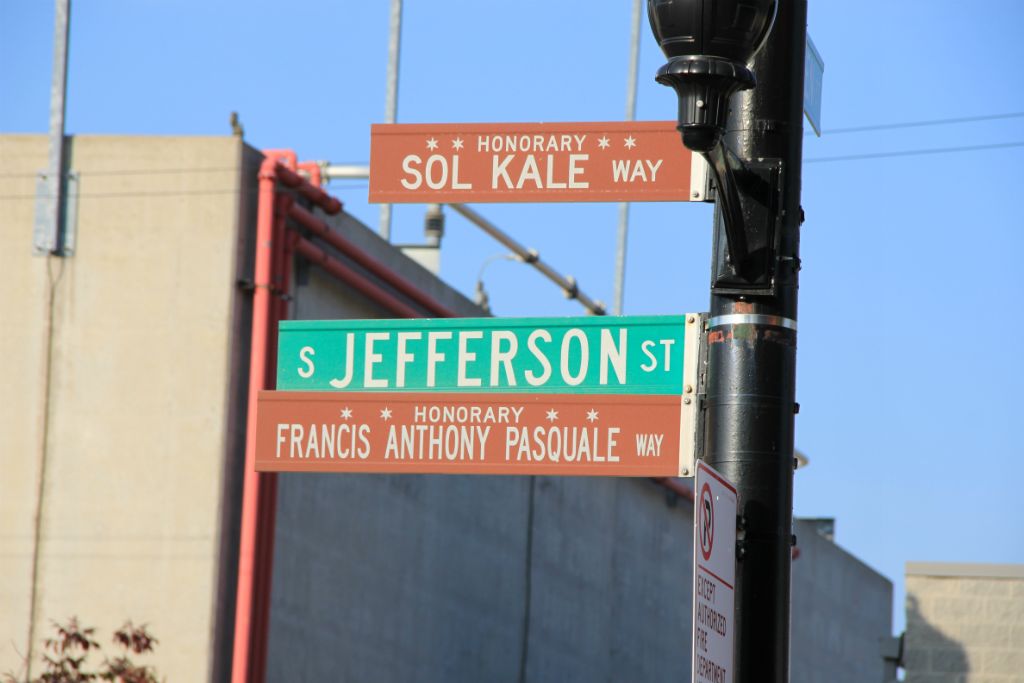 HONORARY
SOL KALE WAY
S JEFFERSON ST
HONORARY
FRANCIS ANTHONY PASQUALE WAY
P
EXCEPT
AUTHORIZED
FIRE
DEPARTMENT